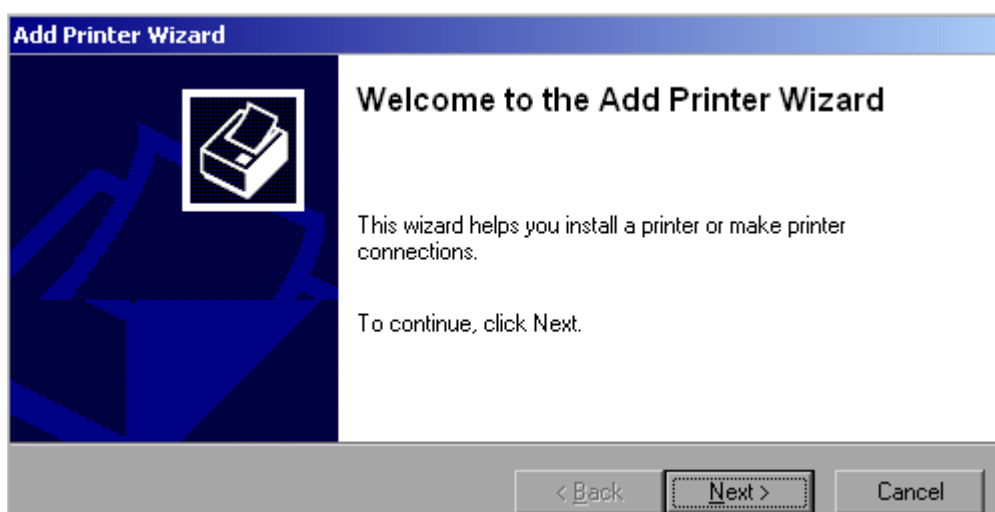 Add Printer Wizard
Welcome to the Add Printer Wizard
This wizard helps you install a printer or make printer
connections.
To continue, click Next.
< Back
Next >
Cancel